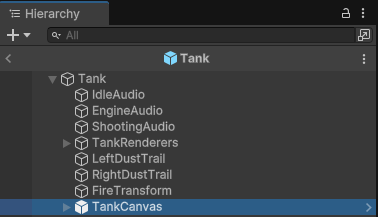 Hierarchy
All
Tank
Tank
IdleAudio
EngineAudio
ShootingAudio
TankRenderers
LeftDustTrail
RightDustTrail
FireTransform
TankCanvas